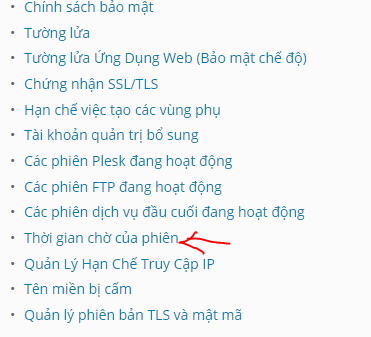 Chính sách bảo mật
Tường lửa
Tường lửa Ứng Dụng Web (Bảo mật chế độ)
Chứng nhận SSL/TLS
Hạn chế việc tạo các vùng phụ
Tài khoản quản trị bổ sung
Các phiên Plesk đang hoạt động
Các phiên FTP đang hoạt động
Các phiên dịch vụ đầu cuối đang hoạt động
Thời gian chờ của phiên
Quản Lý Hạn Chế Truy Cập IP
Tên miền bị cấm
Quản lý phiên bản TLS và mật mã